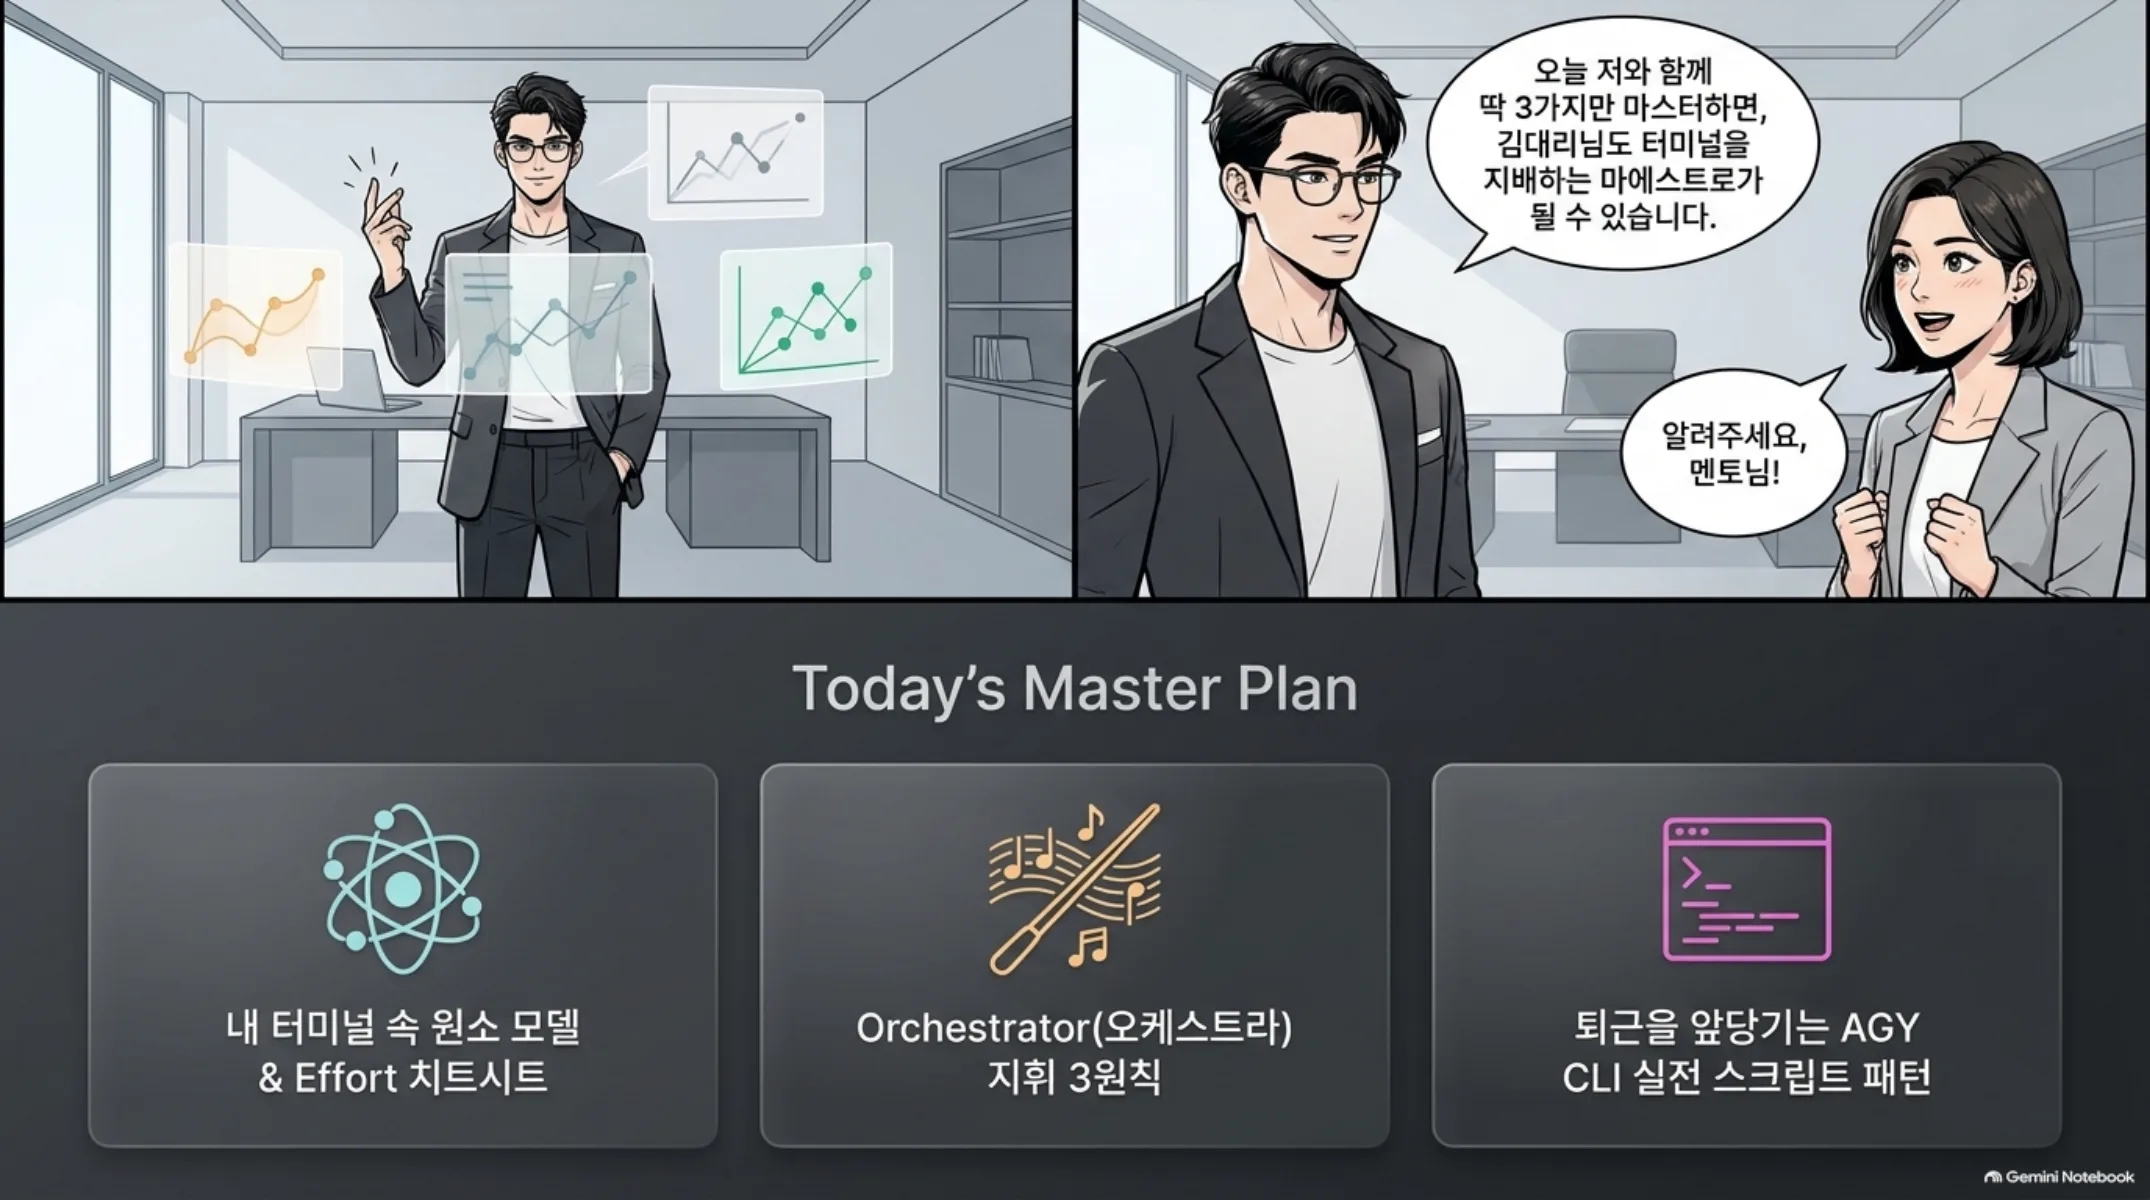 오늘 저와 함께
딱 3가지만 마스터하면,
김대리님도 터미널을
지배하는 마에스트로가
될 수 있습니다.
알려주세요,
멘토님!
Today's Master Plan
내 터미널 속 원소 모델
& Effort 치트시트
Orchestrator(오케스트라)
지휘 3원칙
퇴근을 앞당기는 AGY
CLI 실전 스크립트 패턴
Gemini Notebook